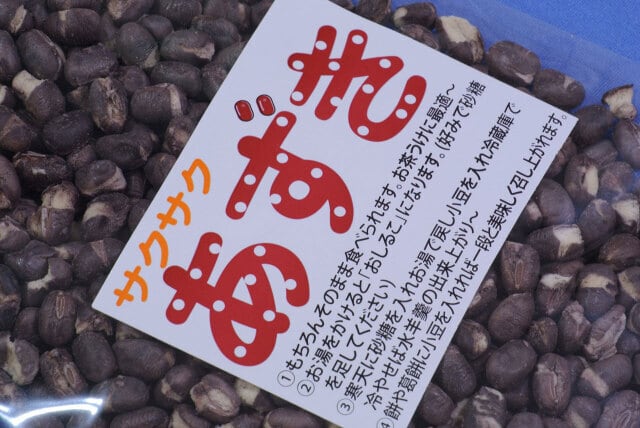 サクサク
あずき
①もちろんそのまま食べられます。お茶うけに最適~
②お湯をかけると「おしるこ」になります。(好みで砂糖
を足してください)
③寒天に砂糖を入れお湯で戻し小豆を入れ冷蔵庫で
冷やせば水羊羹の出来上がり~
④餅や葛餅に小豆を入れれば一段と美味しく召し上がれます。